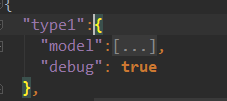 {
"type1":{
"model":[...],
"debug": true
},